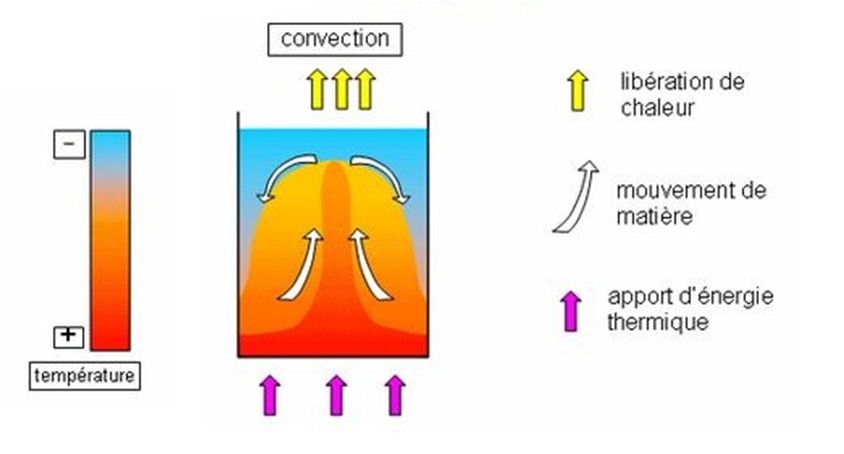 convection
libération de
chaleur
−
mouvement de
matière
apport d'énergie
thermique
+
température